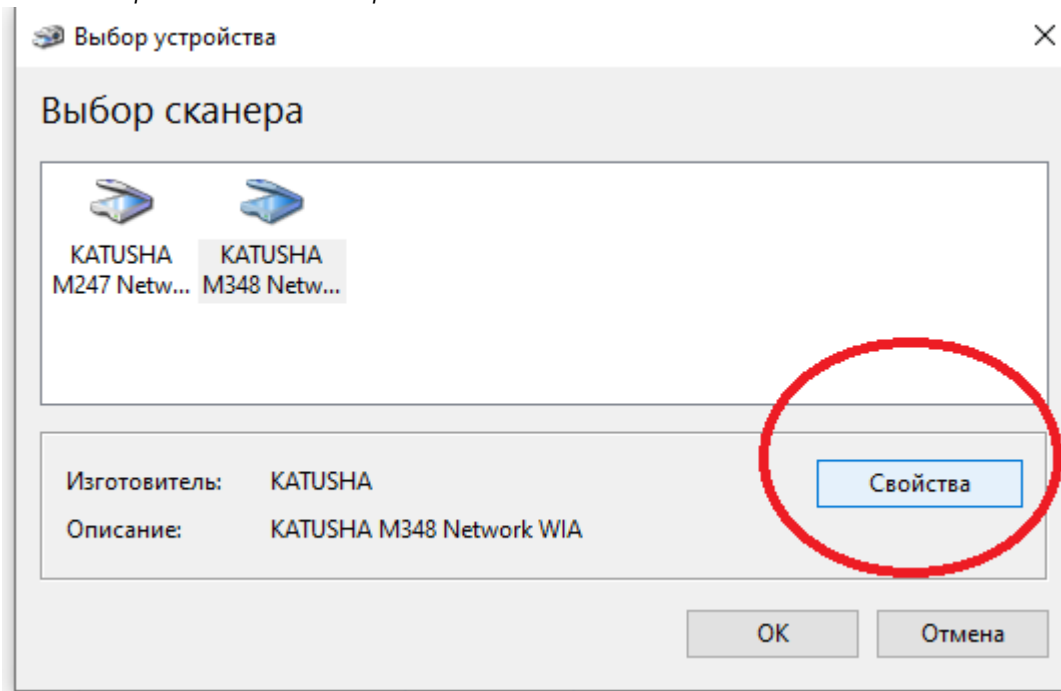 Выбор устройства
Выбор сканера
KATUSHA
M247 Netw...
KATUSHA
M348 Netw...
Изготовитель: KATUSHA
Свойства
Описание: KATUSHA M348 Network WIA
OK
Отмена